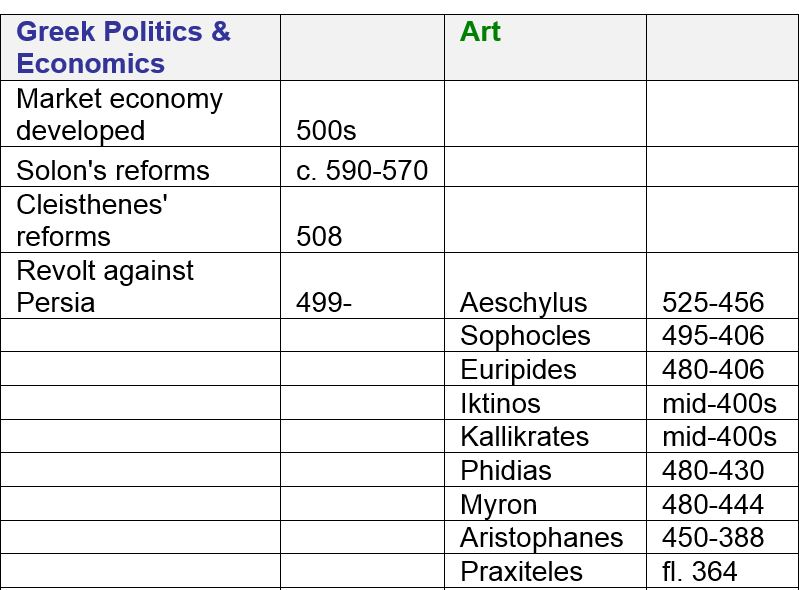 Greek Politics & Economics Art
Market economy developed 500s
Solon's reforms c. 590-570
Cleisthenes' reforms 508
Revolt against Persia 499- Aeschylus 525-456
Sophocles 495-406
Euripides 480-406
Iktinos mid-400s
Kallikrates mid-400s
Phidias 480-430
Myron 480-444
Aristophanes 450-388
Praxiteles fl. 364